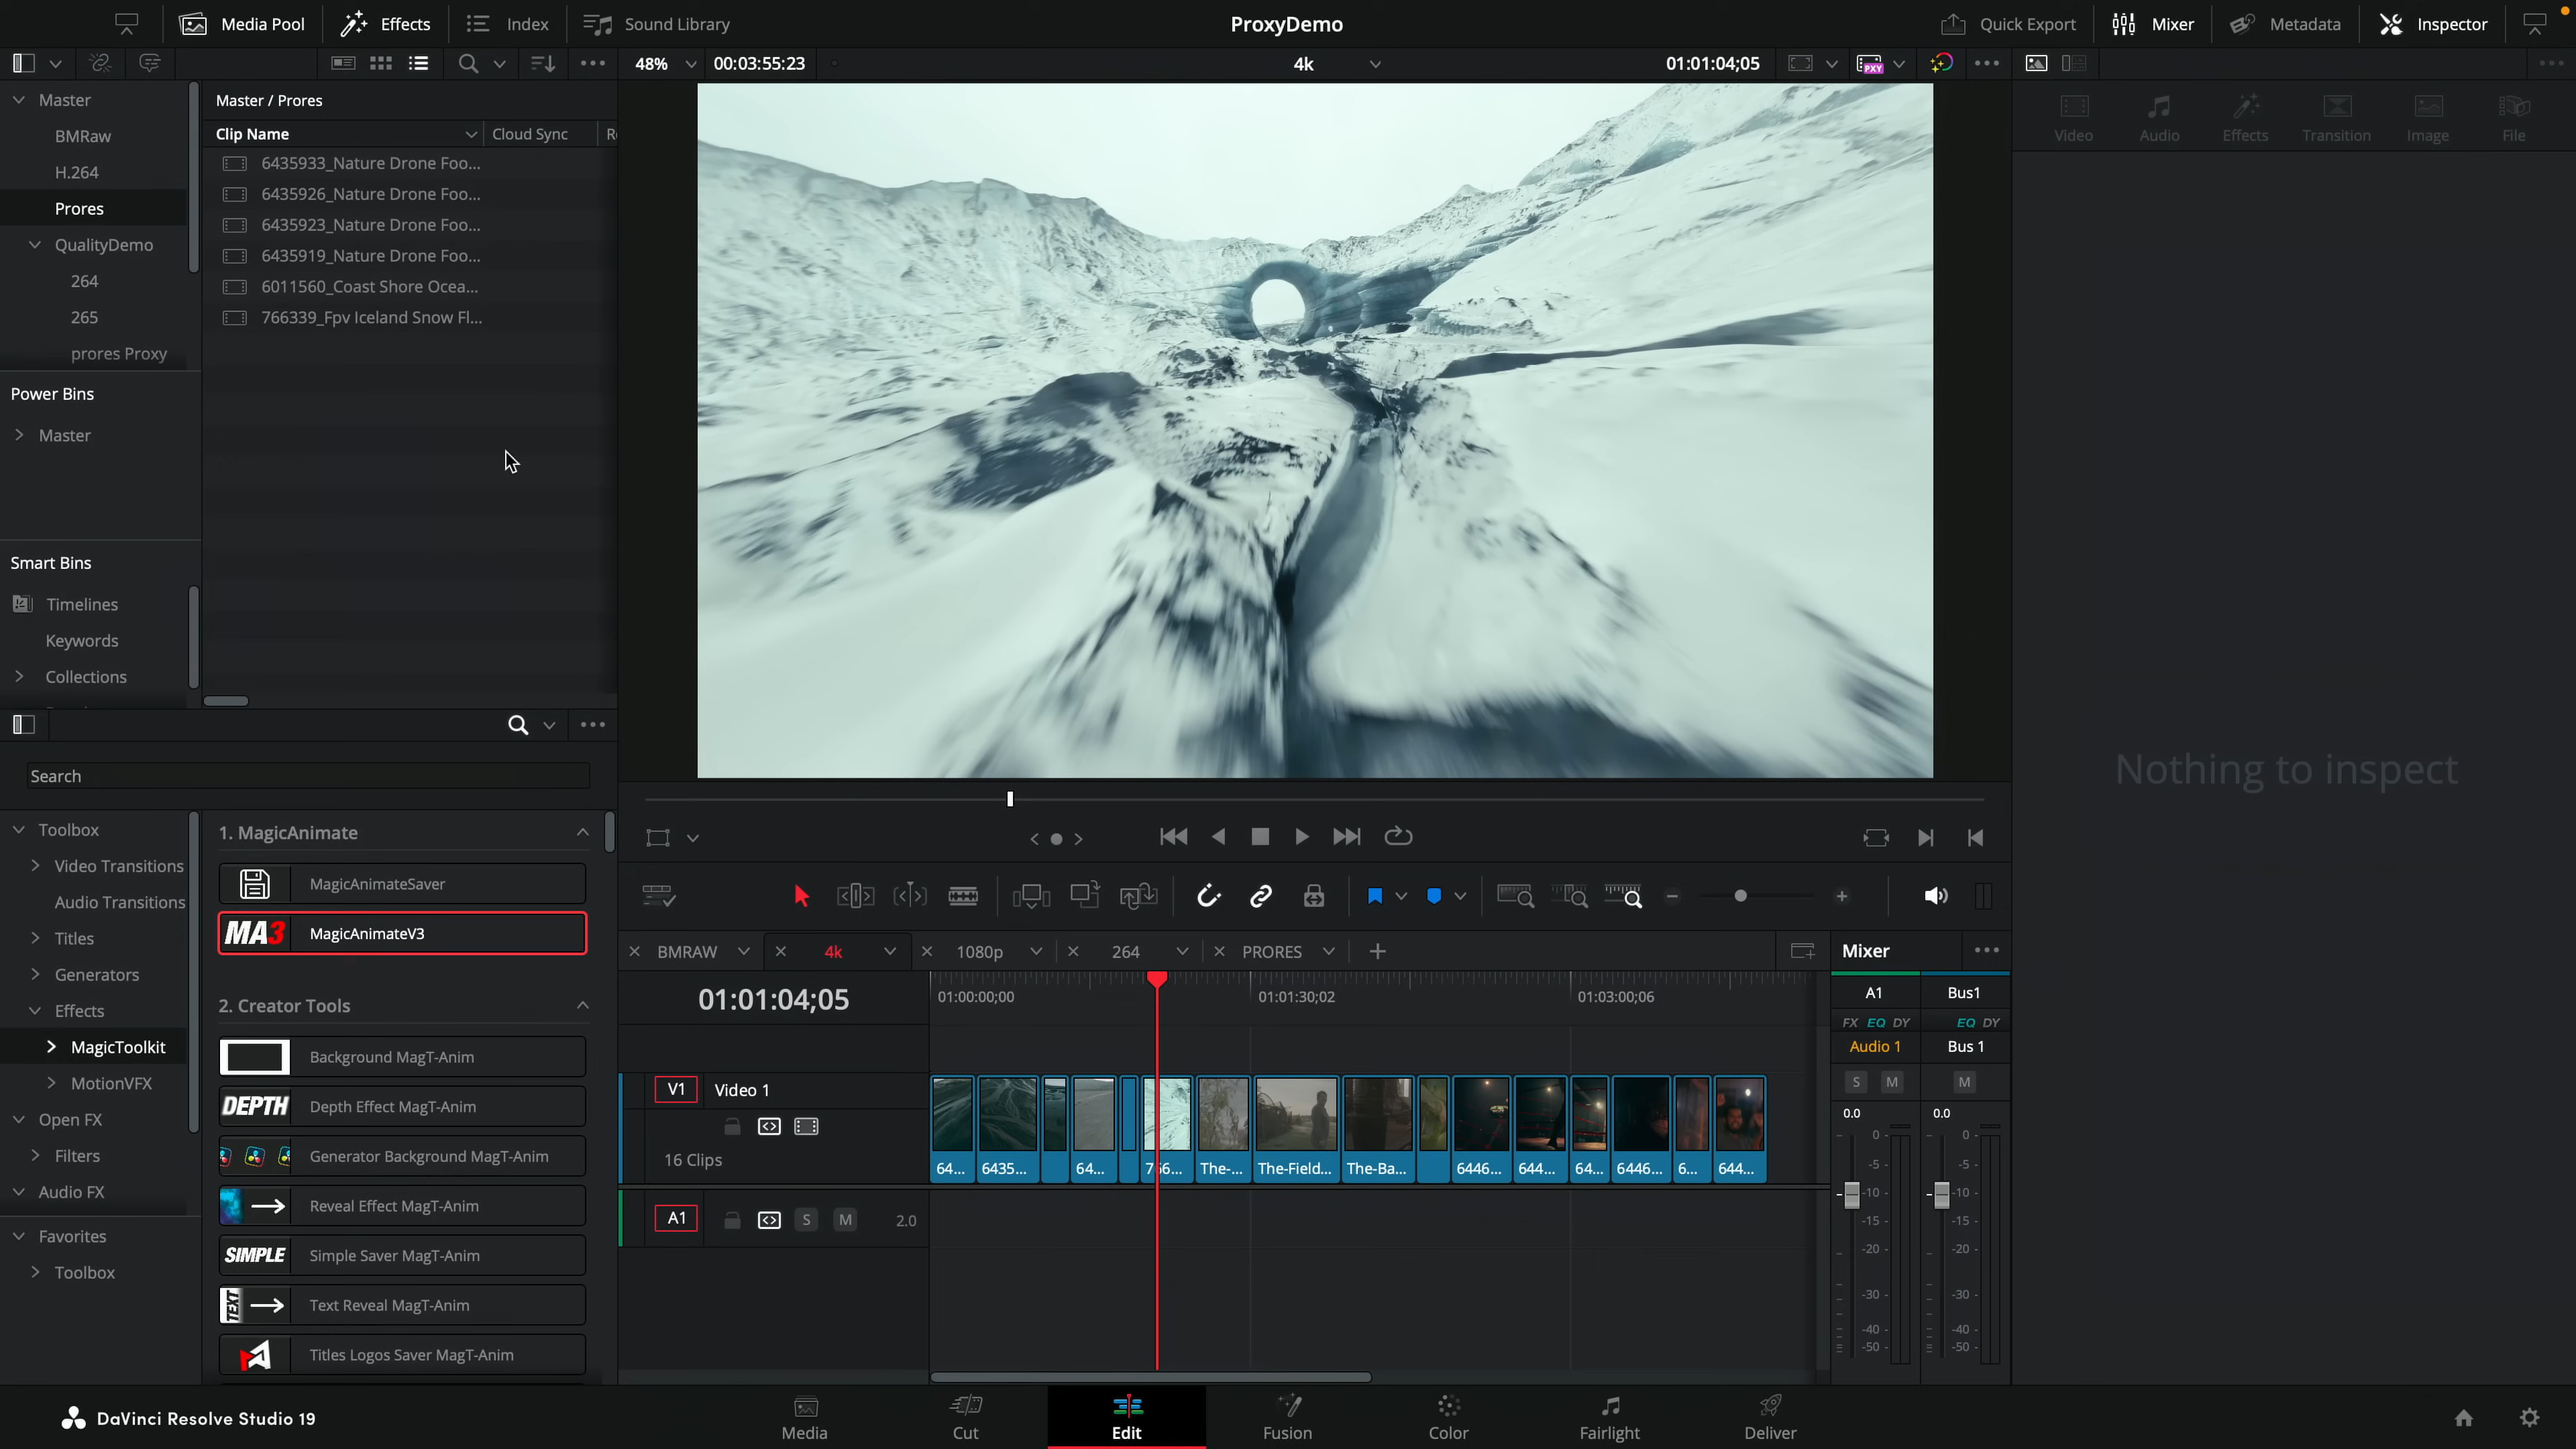 Media Pool
Effects
Index
Sound Library
ProxyDemo
Quick Export
Mixer
Metadata
Inspector
48%
00:03:55:23
4k
01:01:04;05
PXY
Master
BMRaw
H.264
Prores
QualityDemo
264
265
prores Proxy
Power Bins
Master
Smart Bins
Timelines
Keywords
Collections
Master / Prores
Clip Name
Cloud Sync
6435933_Nature Drone Foo...
6435926_Nature Drone Foo...
6435923_Nature Drone Foo...
6435919_Nature Drone Foo...
6011560_Coast Shore Ocea...
766339_Fpv Iceland Snow Fl...
Video
Audio
Effects
Transition
Image
File
Nothing to inspect
Search
Toolbox
Video Transitions
Audio Transitions
Titles
Generators
Effects
MagicToolkit
MotionVFX
Open FX
Filters
Audio FX
Favorites
Toolbox
1. MagicAnimate
MagicAnimateSaver
MA3 MagicAnimateV3
2. Creator Tools
Background MagT-Anim
DEPTH Depth Effect MagT-Anim
Generator Background MagT-Anim
Reveal Effect MagT-Anim
SIMPLE Simple Saver MagT-Anim
TEXT Text Reveal MagT-Anim
Titles Logos Saver MagT-Anim
BMRAW
4k
1080p
264
PRORES
01:01:04;05
01:00:00;00
01:01:30;02
01:03:00;06
V1
Video 1
16 Clips
64...
6435...
64...
766...
The-...
The-Field...
The-Ba...
6446...
644...
64...
6446...
6...
644...
A1
S
M
2.0
Mixer
A1
Bus1
FX EQ DY
EQ DY
Audio 1
Bus 1
S
M
M
0.0
0.0
0
-5
-10
-15
-20
-30
-40
-50
0
-5
-10
-15
-20
-30
-40
-50
DaVinci Resolve Studio 19
Media
Cut
Edit
Fusion
Color
Fairlight
Deliver